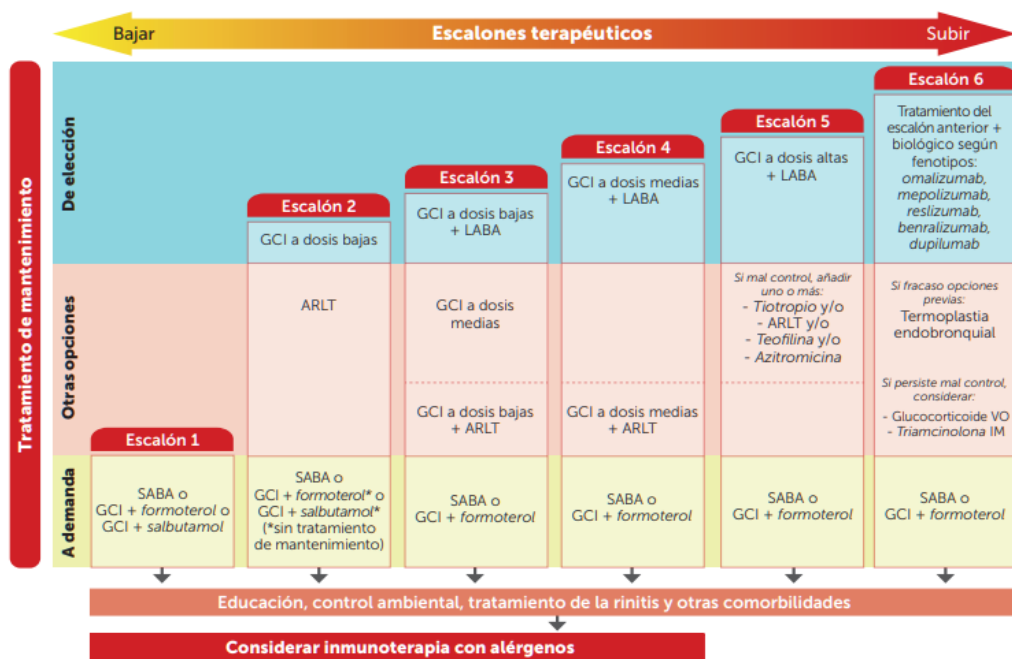 Bajar
Escalones terapéuticos
Subir
Tratamiento de mantenimiento
De elección
Escalón 2
GCI a dosis bajas
Escalón 3
GCI a dosis bajas
+ LABA
Escalón 4
GCI a dosis medias
+ LABA
Escalón 5
GCI a dosis altas
+ LABA
Escalón 6
Tratamiento del
escalón anterior +
biológico según
fenotipos:
omalizumab,
mepolizumab,
reslizumab,
benralizumab,
dupilumab
Otras opciones
Escalón 1
ARLT
GCI a dosis
medias
GCI a dosis bajas
+ ARLT
GCI a dosis medias
+ ARLT
Si mal control, añadir
uno o más:
- Tiotropio y/o
- ARLT y/o
- Teofilina y/o
- Azitromicina
Si fracaso opciones
previas:
Termoplastia
endobronquial
Si persiste mal control,
considerar:
- Glucocorticoide VO
- Triamcinolona IM
A demanda
SABA o
GCI + formoterol o
GCI + salbutamol
SABA o
GCI + formoterol* o
GCI + salbutamol*
(*sin tratamiento
de mantenimiento)
SABA o
GCI + formoterol
SABA o
GCI + formoterol
SABA o
GCI + formoterol
SABA o
GCI + formoterol
Educación, control ambiental, tratamiento de la rinitis y otras comorbilidades
Considerar inmunoterapia con alérgenos